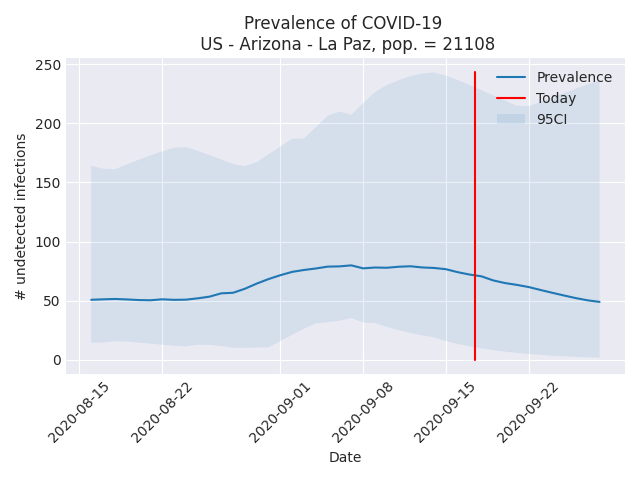 Prevalence of COVID-19
US - Arizona - La Paz, pop. = 21108
# undetected infections
250
200
150
100
50
0
Prevalence
Today
95CI
2020-08-15
2020-08-22
2020-09-01
2020-09-08
2020-09-15
2020-09-22
Date